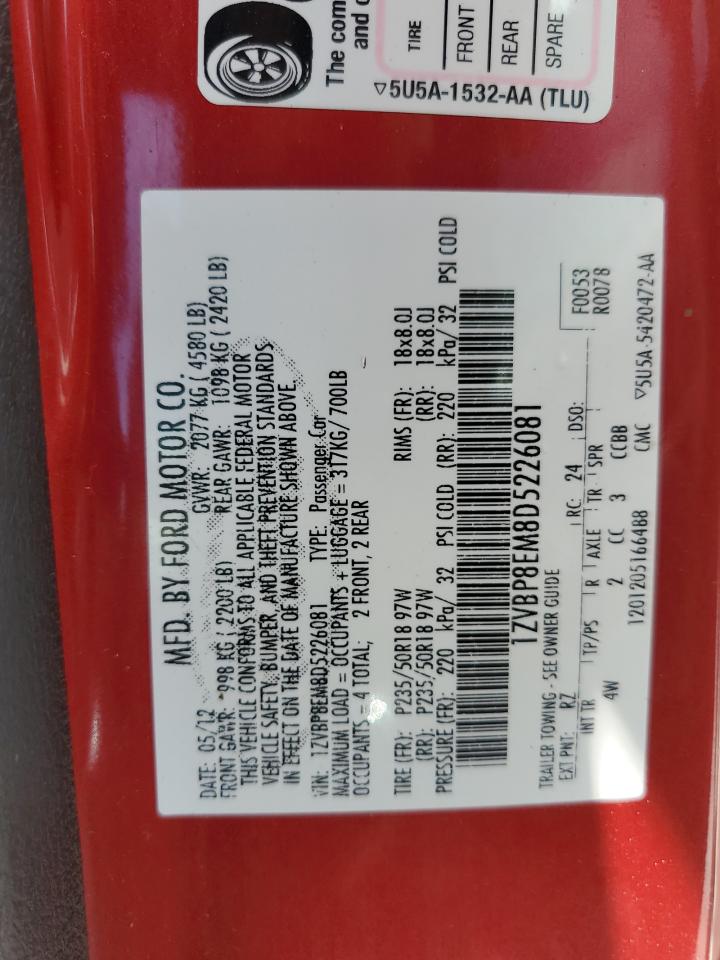 The com
and c
TIRE
FRONT
REAR
SPARE
▽5U5A-1532-AA (TLU)
MFD. BY FORD MOTOR CO.
DATE: 05/12 GVWR: 2077 KG ( 4580 LB)
FRONT GAWR: 998 KG ( 2200 LB) REAR GAWR: 1098 KG ( 2420 LB)
THIS VEHICLE CONFORMS TO ALL APPLICABLE FEDERAL MOTOR
VEHICLE SAFETY, BUMPER, AND THEFT PREVENTION STANDARDS
IN EFFECT ON THE DATE OF MANUFACTURE SHOWN ABOVE.
VIN: 1ZVBP8EM8D5226081 TYPE: Passenger Car
MAXIMUM LOAD = OCCUPANTS + LUGGAGE = 317KG/ 700LB
OCCUPANTS = 4 TOTAL; 2 FRONT, 2 REAR
TIRE (FR): P235/50R18 97W RIMS (FR): 18x8.0J
(RR): P235/50R18 97W (RR): 18x8.0J
PRESSURE (FR): 220 kPa/ 32 PSI COLD (RR): 220 kPa/ 32 PSI COLD
1ZVBP8EM8D5226081
TRAILER TOWING - SEE OWNER GUIDE
EXT PNT: RZ RC: 24 DSO: F0053
R0078
INT TR TP/PS R AXLE TR SPR
4W 2 CC 3 CCBB
12012051664BB CMC ▽5U5A-5420472-AA